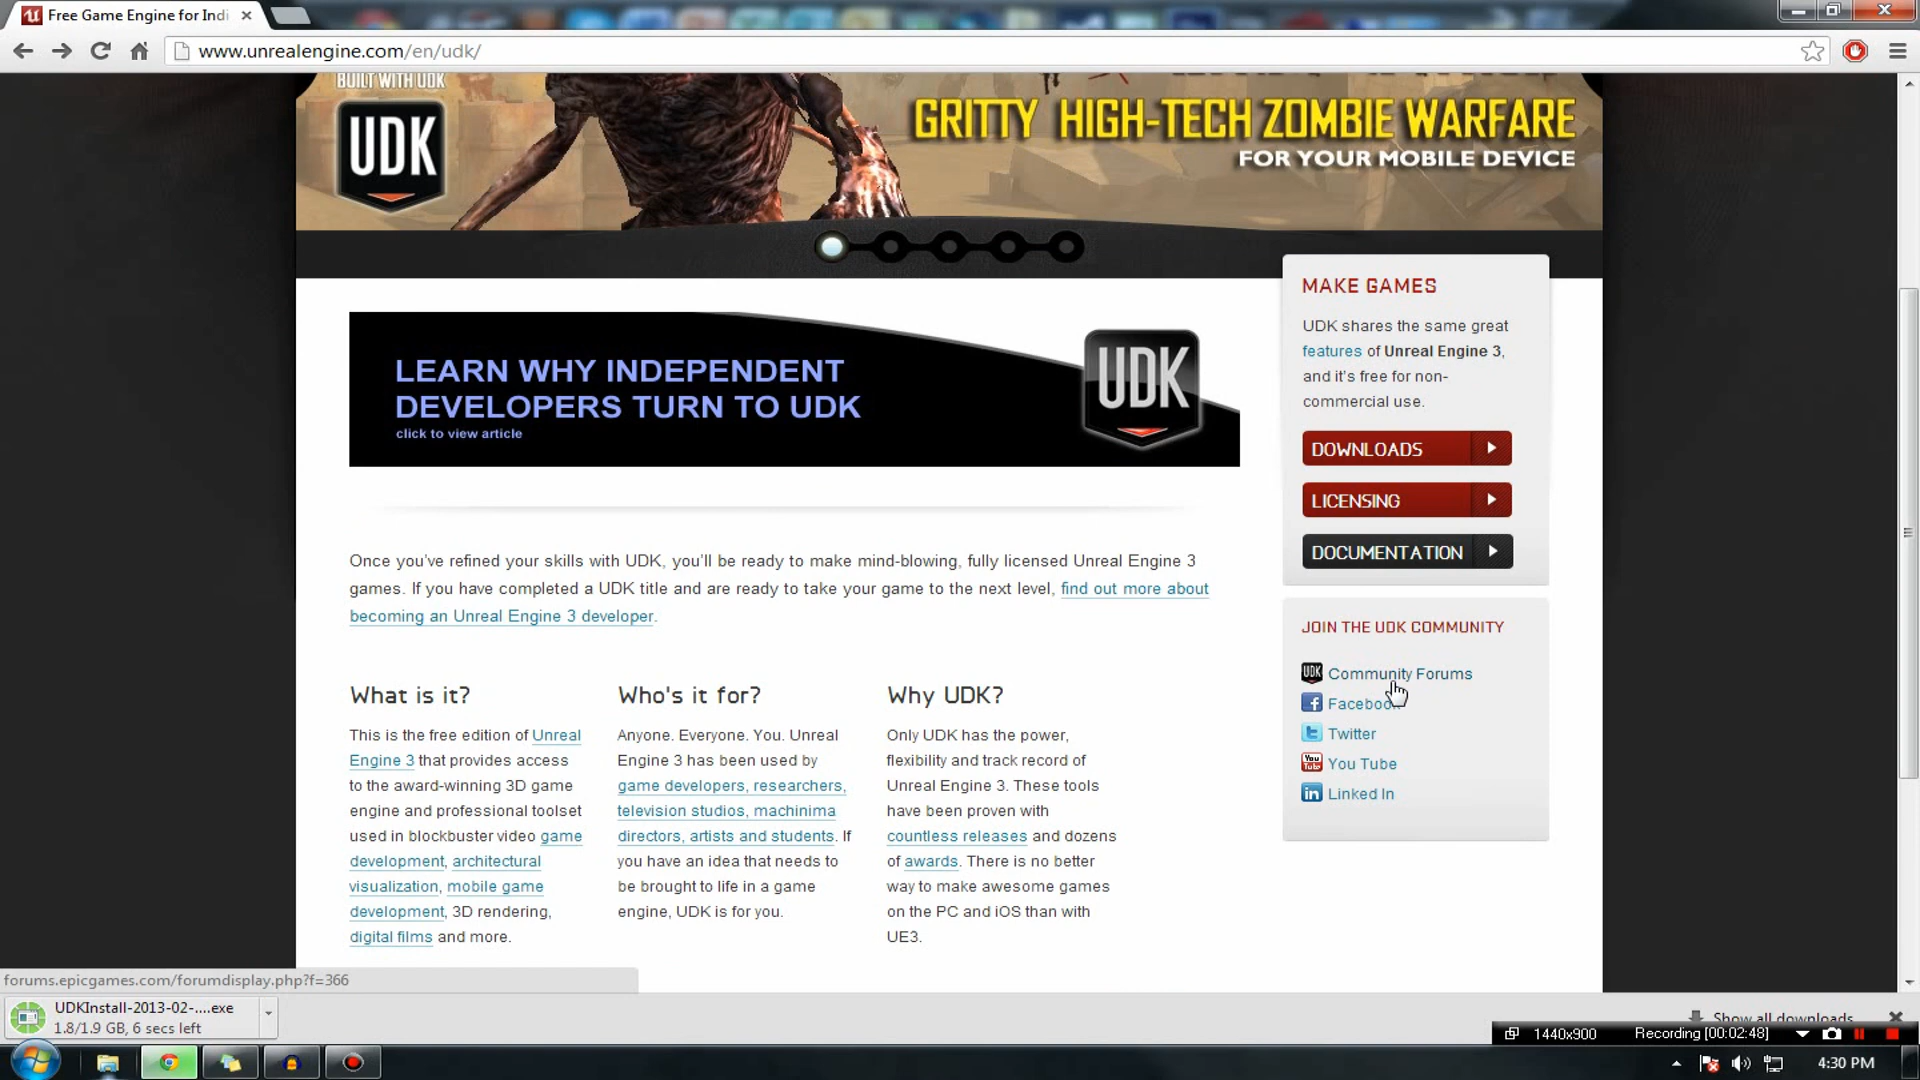 Free Game Engine for Indi
www.unrealengine.com/en/udk/
BUILT WITH UDK
UDK
GRITTY HIGH-TECH ZOMBIE WARFARE
FOR YOUR MOBILE DEVICE
LEARN WHY INDEPENDENT
DEVELOPERS TURN TO UDK
click to view article
UDK
Once you've refined your skills with UDK, you'll be ready to make mind-blowing, fully licensed Unreal Engine 3
games. If you have completed a UDK title and are ready to take your game to the next level, find out more about
becoming an Unreal Engine 3 developer.
What is it?
This is the free edition of Unreal
Engine 3 that provides access
to the award-winning 3D game
engine and professional toolset
used in blockbuster video game
development, architectural
visualization, mobile game
development, 3D rendering,
digital films and more.
Who's it for?
Anyone. Everyone. You. Unreal
Engine 3 has been used by
game developers, researchers,
television studios, machinima
directors, artists and students. If
you have an idea that needs to
be brought to life in a game
engine, UDK is for you.
Why UDK?
Only UDK has the power,
flexibility and track record of
Unreal Engine 3. These tools
have been proven with
countless releases and dozens
of awards. There is no better
way to make awesome games
on the PC and iOS than with
UE3.
MAKE GAMES
UDK shares the same great
features of Unreal Engine 3,
and it's free for non-
commercial use.
DOWNLOADS
LICENSING
DOCUMENTATION
JOIN THE UDK COMMUNITY
UDK Community Forums
Facebook
Twitter
You Tube You Tube
in Linked In
forums.epicgames.com/forumdisplay.php?f=366
UDKInstall-2013-02-....exe
1.8/1.9 GB, 6 secs left
Show all downloads...
1440x900 Recording [00:02:48]
4:30 PM